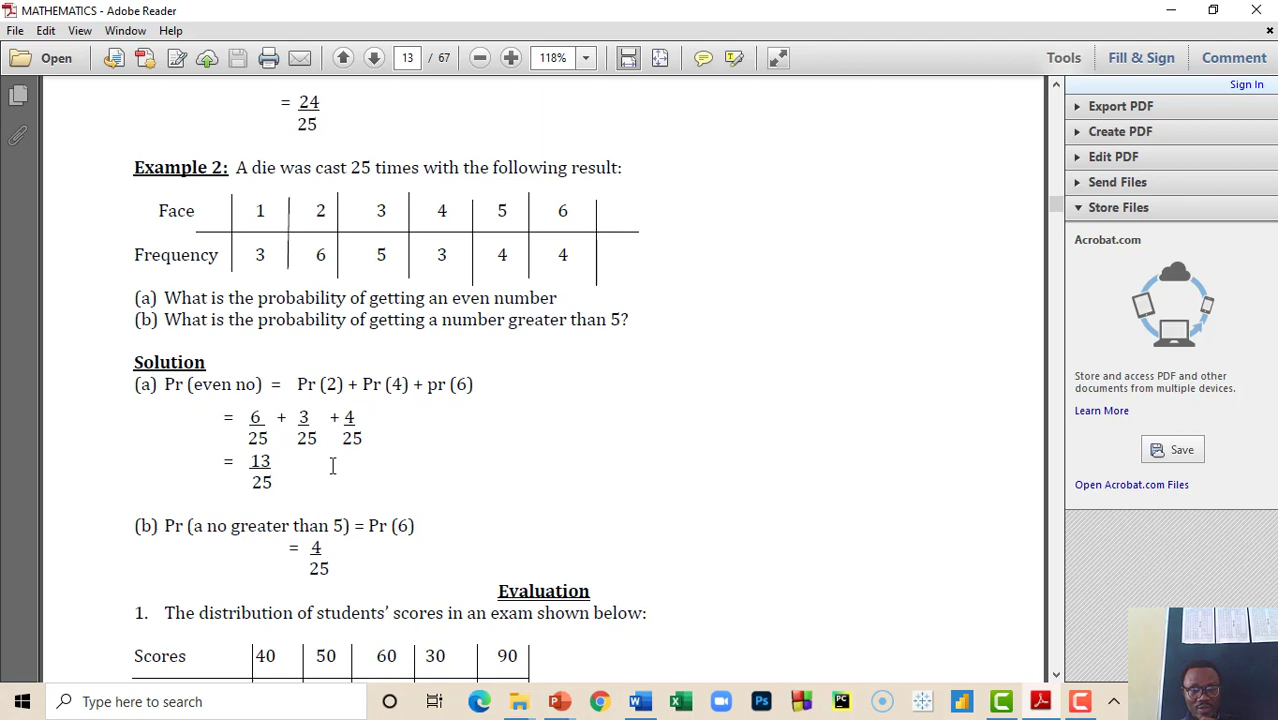 MATHEMATICS - Adobe Reader
File Edit View Window Help
Open 13 / 67 118% Tools Fill & Sign Comment
Sign In
Export PDF
Create PDF
Edit PDF
Send Files
Store Files
Acrobat.com
Store and access PDF and other
documents from multiple devices.
Learn More
Save
Open Acrobat.com Files
= 24
25
Example 2: A die was cast 25 times with the following result:
Face 1 2 3 4 5 6
Frequency 3 6 5 3 4 4
(a) What is the probability of getting an even number
(b) What is the probability of getting a number greater than 5?
Solution
(a) Pr (even no) = Pr (2) + Pr (4) + pr (6)
= 6 + 3 + 4
25 25 25
= 13
25
(b) Pr (a no greater than 5) = Pr (6)
= 4
25
Evaluation
1. The distribution of students’ scores in an exam shown below:
Scores 40 50 60 30 90
Type here to search